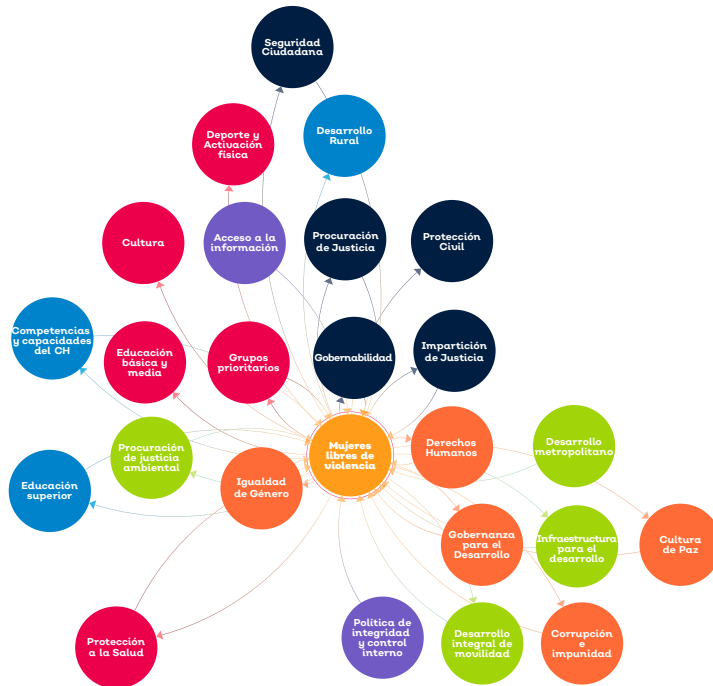 Seguridad
Ciudadana
Deporte y
Activación
física
Desarrollo
Rural
Cultura
Acceso a la
información
Procuración
de Justicia
Protección
Civil
Competencias
y capacidades
del CH
Educación
básica y
media
Grupos
prioritarios
Gobernabilidad
Impartición
de Justicia
Procuración
de justicia
ambiental
Mujeres
libres de
violencia
Derechos
Humanos
Desarrollo
metropolitano
Educación
superior
Igualdad
de Género
Gobernanza
para el
Desarrollo
Infraestructura
para el
desarrollo
Cultura
de Paz
Protección
a la Salud
Política de
integridad
y control
interno
Desarrollo
integral de
movilidad
Corrupción
e
impunidad